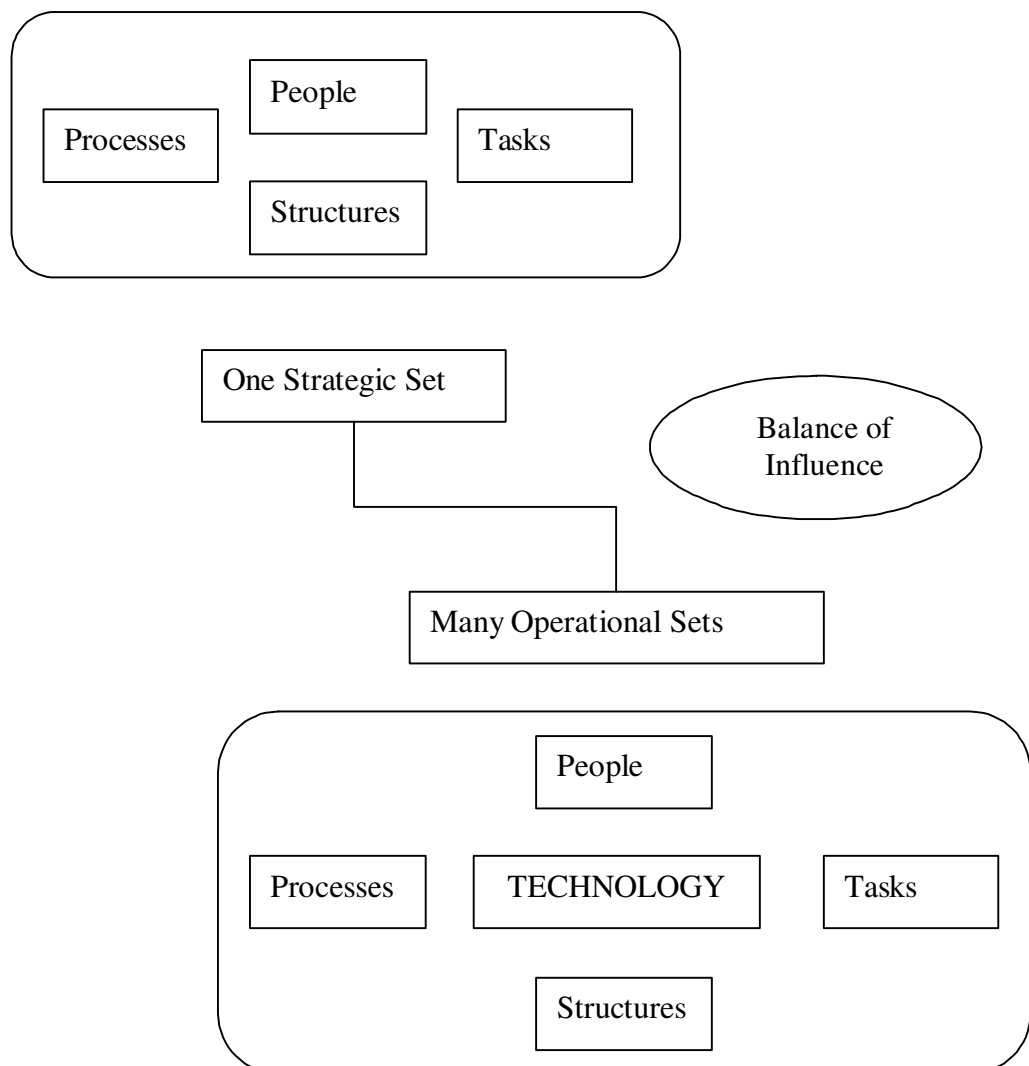 People
Processes
Tasks
Structures
One Strategic Set
Balance of
Influence
Many Operational Sets
People
Processes
TECHNOLOGY
Tasks
Structures